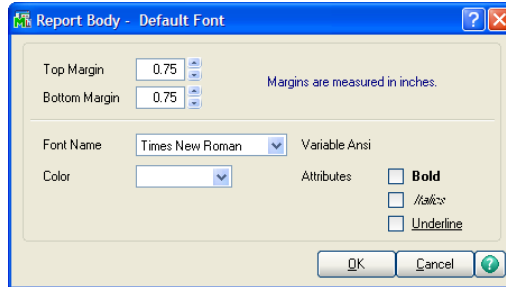 Report Body - Default Font
Top Margin 0.75
Margins are measured in inches.
Bottom Margin 0.75
Font Name Times New Roman Variable Ansi
Color Attributes Bold
Italics
Underline
OK Cancel